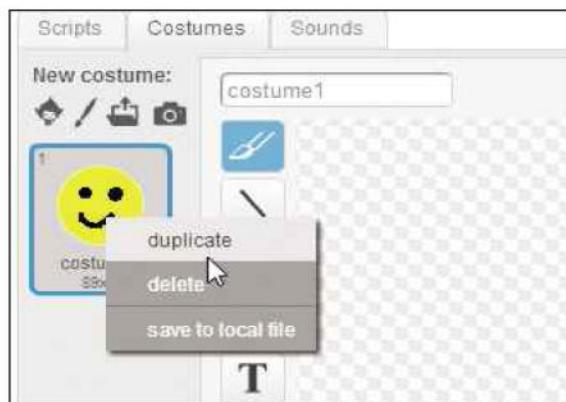 Scripts Costumes Sounds
New costume:
costume1
1
duplicate
delete
save to local file
T